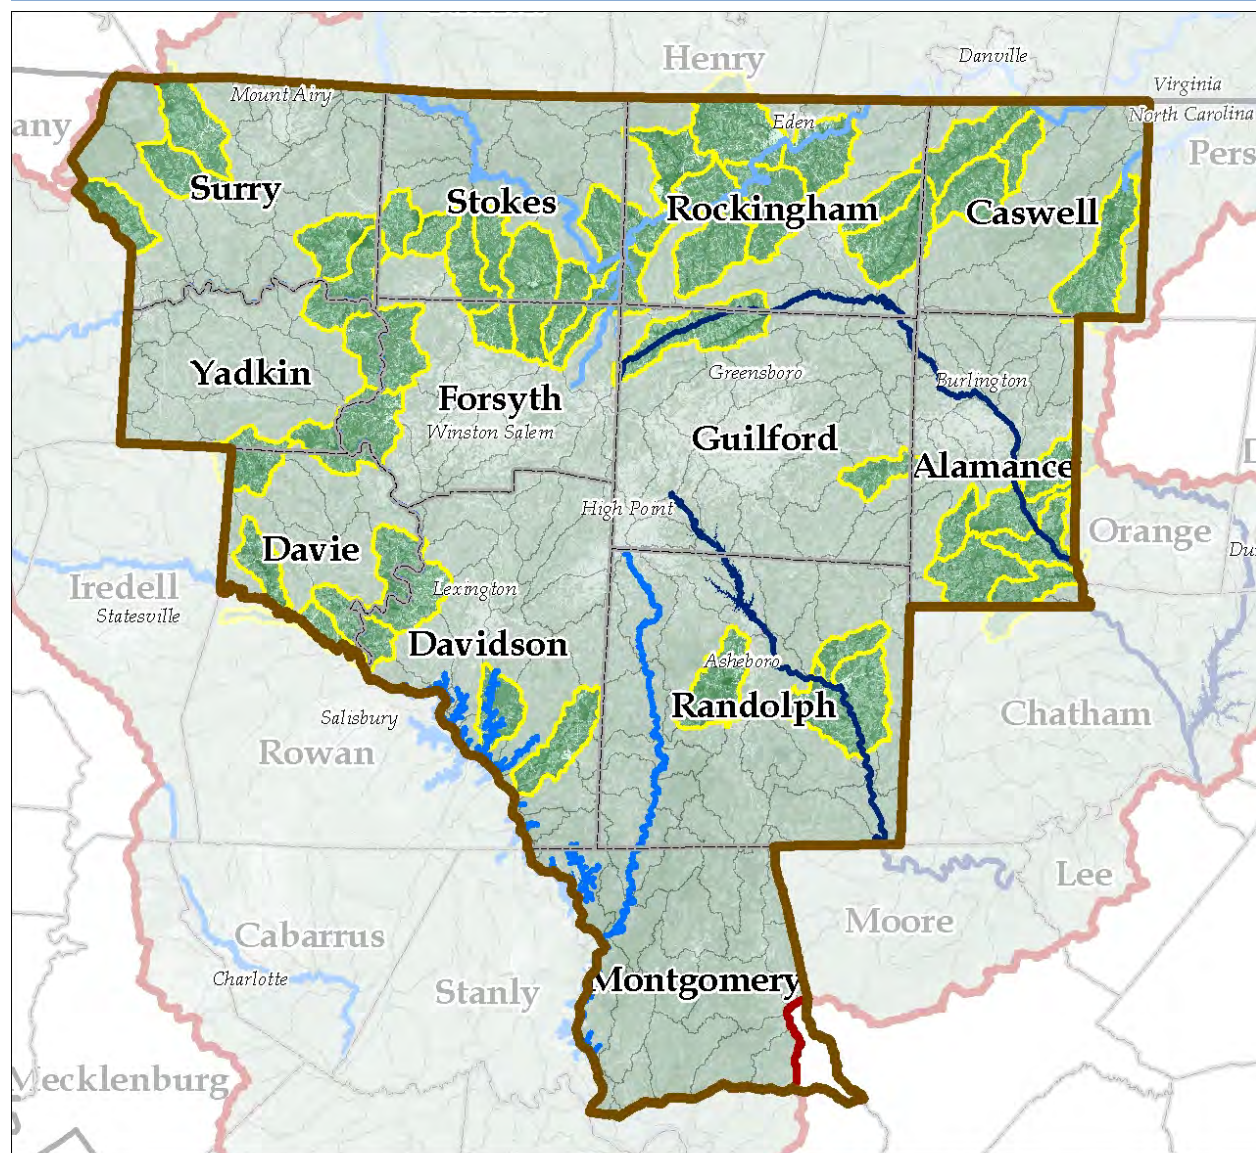 Henry
Danville
Virginia
North Carolina
Mount Airy
any
Eden
Pers
Surry
Stokes
Rockingham
Caswell
Yadkin
Greensboro
Burlington
Forsyth
Winston Salem
Guilford
Alamance
High Point
Orange
Davie
Iredell
Statesville
Lexington
Davidson
Asheboro
Randolph
Chatham
Salisbury
Rowan
Lee
Moore
Cabarrus
Charlotte
Stanly
Montgomery
Mecklenburg